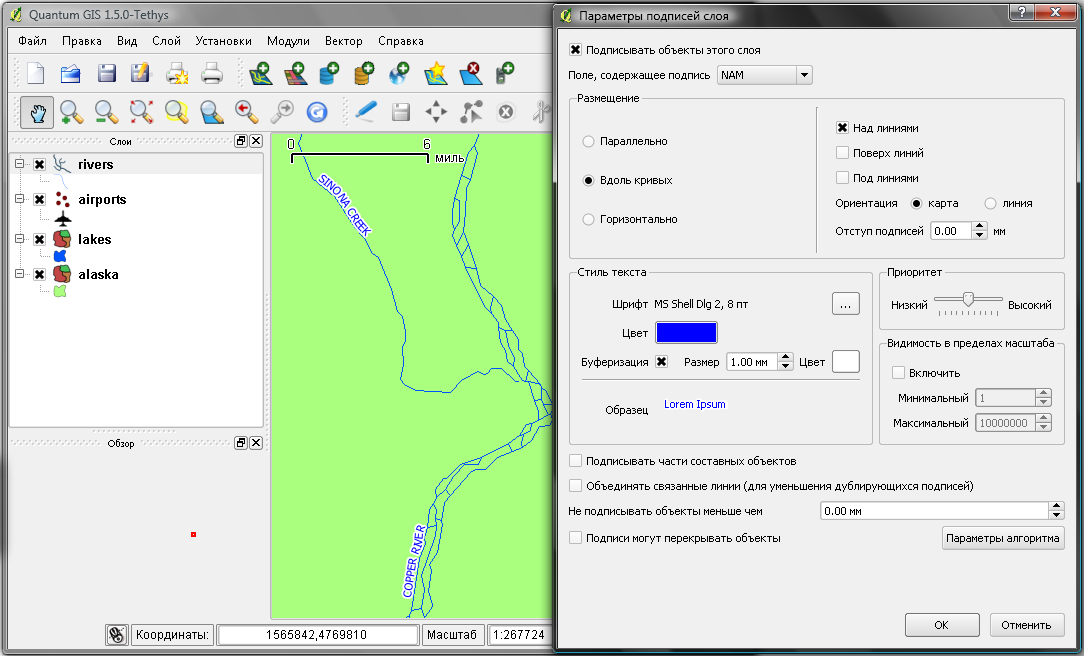 Quantum GIS 1.5.0-Tethys
Файл Правка Вид Слой Установки Модули Вектор Справка
Слои
rivers
airports
lakes
alaska
Обзор
0 6
миль
SINONA CREEK
COPPER RIVER
Координаты: 1565842,4769810 Масштаб 1:267724
Параметры подписей слоя
Подписывать объекты этого слоя
Поле, содержащее подпись NAM
Размещение
Параллельно
Вдоль кривых
Горизонтально
Над линиями
Поверх линий
Под линиями
Ориентация карта линия
Отступ подписей 0.00 мм
Стиль текста
Шрифт MS Shell Dlg 2, 8 пт ...
Цвет
Буферизация Размер 1.00 мм Цвет
Образец Lorem Ipsum
Приоритет
Низкий Высокий
Видимость в пределах масштаба
Включить
Минимальный 1
Максимальный 10000000
Подписывать части составных объектов
Объединять связанные линии (для уменьшения дублирующихся подписей)
Не подписывать объекты меньше чем 0.00 мм
Подписи могут перекрывать объекты
Параметры алгоритма
OK Отменить